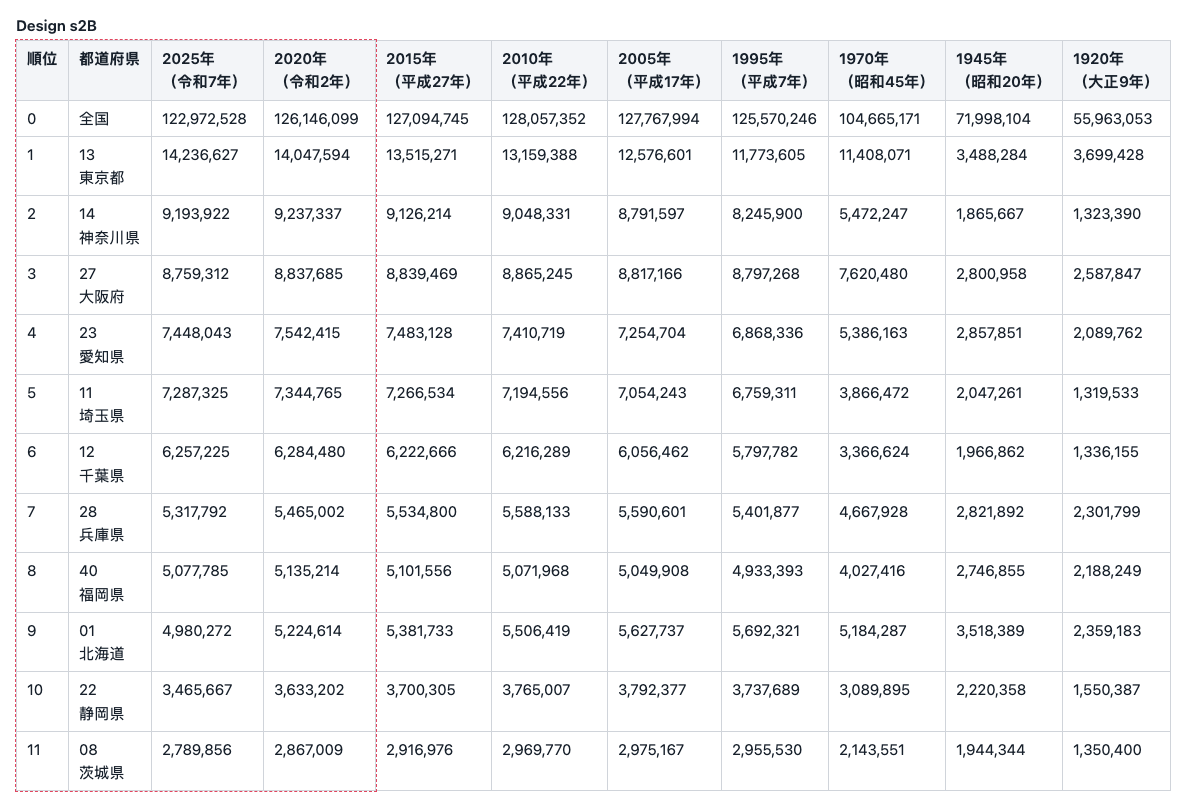 Design s2B
順位 都道府県 2025年 2020年 2015年 2010年 2005年 1995年 1970年 1945年 1920年
（令和7年） （令和2年） （平成27年） （平成22年） （平成17年） （平成7年） （昭和45年） （昭和20年） （大正9年）
0 全国 122,972,528 126,146,099 127,094,745 128,057,352 127,767,994 125,570,246 104,665,171 71,998,104 55,963,053
1 13 14,236,627 14,047,594 13,515,271 13,159,388 12,576,601 11,773,605 11,408,071 3,488,284 3,699,428
東京都
2 14 9,193,922 9,237,337 9,126,214 9,048,331 8,791,597 8,245,900 5,472,247 1,865,667 1,323,390
神奈川県
3 27 8,759,312 8,837,685 8,839,469 8,865,245 8,817,166 8,797,268 7,620,480 2,800,958 2,587,847
大阪府
4 23 7,448,043 7,542,415 7,483,128 7,410,719 7,254,704 6,868,336 5,386,163 2,857,851 2,089,762
愛知県
5 11 7,287,325 7,344,765 7,266,534 7,194,556 7,054,243 6,759,311 3,866,472 2,047,261 1,319,533
埼玉県
6 12 6,257,225 6,284,480 6,222,666 6,216,289 6,056,462 5,797,782 3,366,624 1,966,862 1,336,155
千葉県
7 28 5,317,792 5,465,002 5,534,800 5,588,133 5,590,601 5,401,877 4,667,928 2,821,892 2,301,799
兵庫県
8 40 5,077,785 5,135,214 5,101,556 5,071,968 5,049,908 4,933,393 4,027,416 2,746,855 2,188,249
福岡県
9 01 4,980,272 5,224,614 5,381,733 5,506,419 5,627,737 5,692,321 5,184,287 3,518,389 2,359,183
北海道
10 22 3,465,667 3,633,202 3,700,305 3,765,007 3,792,377 3,737,689 3,089,895 2,220,358 1,550,387
静岡県
11 08 2,789,856 2,867,009 2,916,976 2,969,770 2,975,167 2,955,530 2,143,551 1,944,344 1,350,400
茨城県